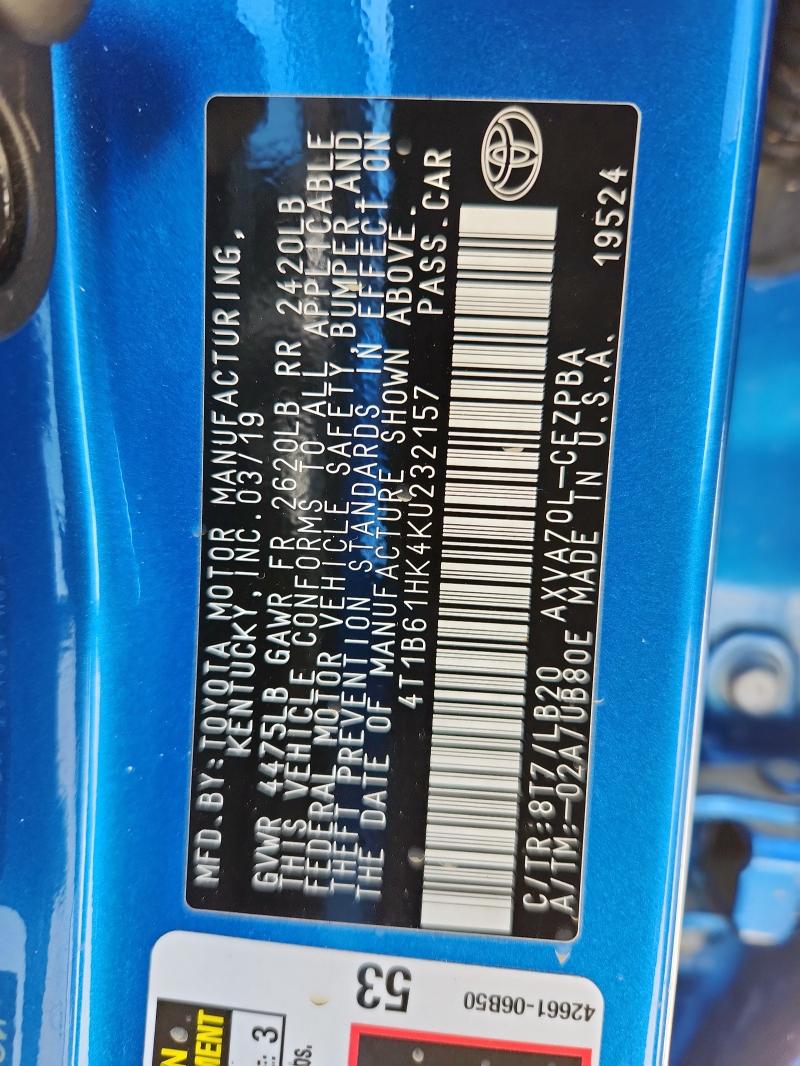 MFD.BY:TOYOTA MOTOR MANUFACTURING,
KENTUCKY,INC.03/19
GVWR 4475LB GAWR FR 2620LB RR 2420LB
THIS VEHICLE CONFORMS TO ALL APPLICABLE
FEDERAL MOTOR VEHICLE SAFETY,BUMPER,AND
THEFT PREVENTION STANDARDS IN EFFECT ON
THE DATE OF MANUFACTURE SHOWN ABOVE.
4T1B61HK4KU232157 PASS.CAR
C/TR:8T7/LB20 AXVA70L-CEZPBA
A/TM:-02A/UB80E MADE IN U.S.A. 19524
53
42661-06B50
3